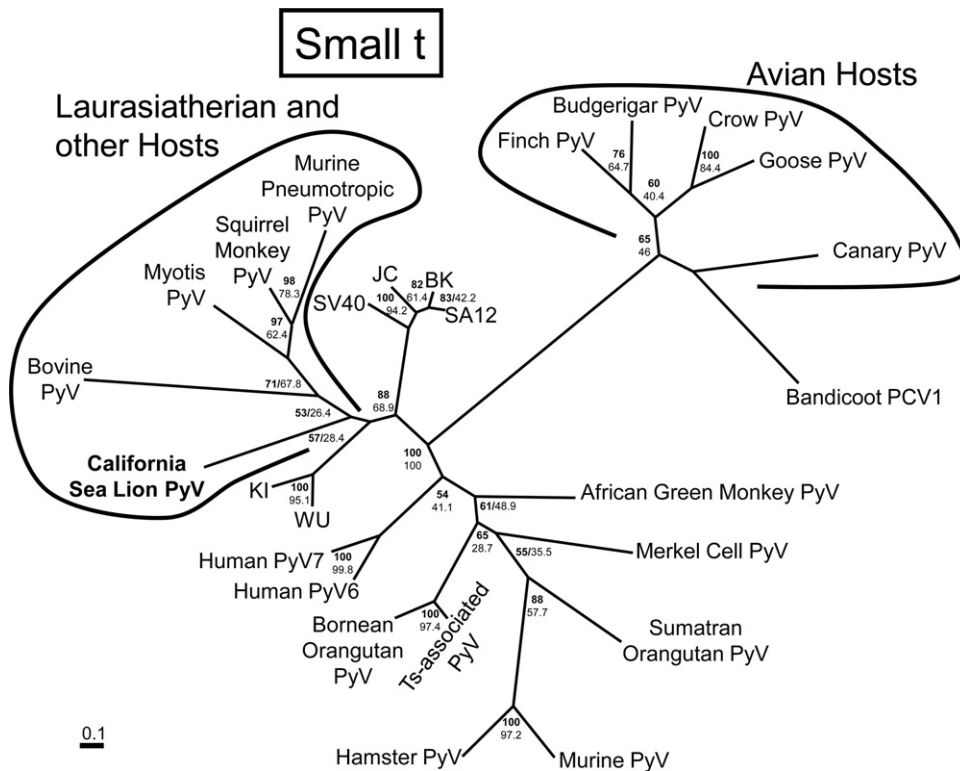 Small t
Laurasiatherian and
other Hosts
Avian Hosts
Budgerigar PyV
Finch PyV
Crow PyV
Goose PyV
76
64.7
100
84.4
60
40.4
65
46
Canary PyV
Bandicoot PCV1
Murine
Pneumotropic
PyV
Squirrel
Monkey
PyV
98
78.3
Myotis
PyV
97
62.4
Bovine
PyV
71/67.8
53/26.4
57/28.4
California
Sea Lion PyV
JC
BK
82
61.4
83/42.2
SV40
100
94.2
SA12
88
68.9
KI
100
95.1
WU
100
100
54
41.1
61/48.9
African Green Monkey PyV
Human PyV7
100
99.8
Human PyV6
65
28.7
55/35.5
Merkel Cell PyV
Bornean
Orangutan
PyV
100
97.4
Ts-associated
PyV
88
57.7
Sumatran
Orangutan PyV
100
97.2
Hamster PyV
Murine PyV
0.1